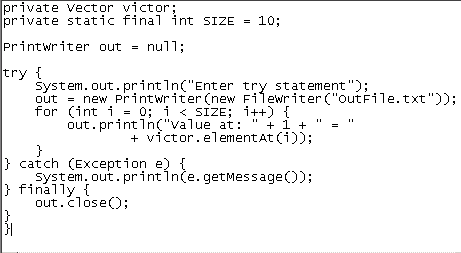 private Vector victor;
private static final int SIZE = 10;
PrintWriter out = null;
try {
System.out.println("Enter try statement");
out = new PrintWriter(new FileWriter("OutFile.txt"));
for (int i = 0; i < SIZE; i++) {
out.println("Value at: " + 1 + " = "
+ victor.elementAt(i));
}
} catch (Exception e) {
System.out.println(e.getMessage());
} finally {
out.close();
}
}